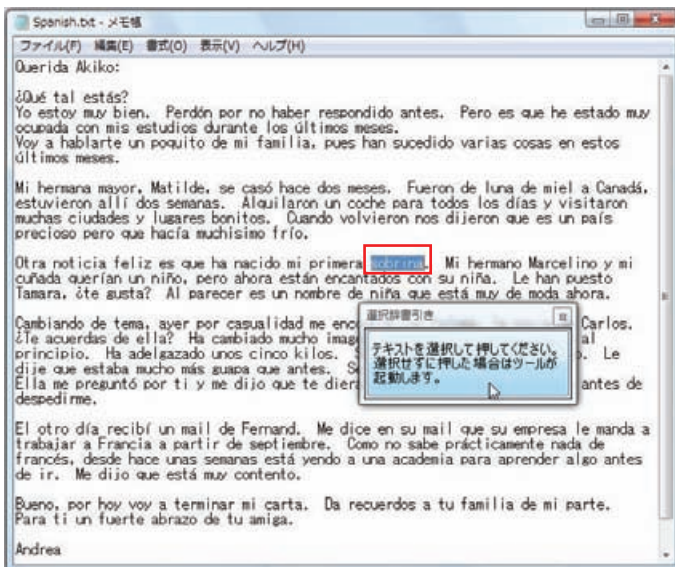 Spanish.txt - メモ帳
ファイル(F) 編集(E) 書式(O) 表示(V) ヘルプ(H)
Querida Akiko:
¿Qué tal estás?
Yo estoy muy bien. Perdón por no haber respondido antes. Pero es que he estado muy
ocupada con mis estudios durante los últimos meses.
Voy a hablarte un poquito de mi familia, pues han sucedido varias cosas en estos
últimos meses.
Mi hermana mayor, Matilde, se casó hace dos meses. Fueron de luna de miel a Canadá,
estuvieron allí dos semanas. Alquilaron un coche para todos los días y visitaron
muchas ciudades y lugares bonitos. Cuando volvieron nos dijeron que es un país
precioso pero que hacía muchísimo frío.
Otra noticia feliz es que ha nacido mi primera sobrina. Mi hermano Marcelino y mi
cuñada querían un niño, pero ahora están encantados con su niña. Le han puesto
Tamara, ¿te gusta? Al parecer es un nombre de niña que está muy de moda ahora.
Cambiando de tema, ayer por casualidad me enc Carlos.
¿Te acuerdas de ella? Ha cambiado mucho imag al
principio. Ha adelgazado unos cinco kilos. S o. Le
dije que estaba mucho más guapa que antes. Se
Ella me preguntó por ti y me dijo que te diera antes de
despedirme.
選択辞書引き
テキストを選択して押してください。
選択せずに押した場合はツールが
起動します。
El otro día recibí un mail de Fernand. Me dice en su mail que su empresa le manda a
trabajar a Francia a partir de septiembre. Como no sabe prácticamente nada de
francés, desde hace unas semanas está yendo a una academia para aprender algo antes
de ir. Me dijo que está muy contento.
Bueno, por hoy voy a terminar mi carta. Da recuerdos a tu familia de mi parte.
Para ti un fuerte abrazo de tu amiga.
Andrea